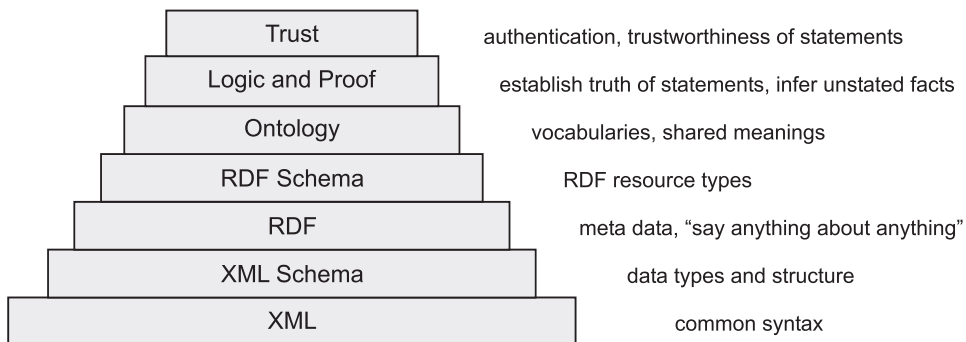 Trust
authentication, trustworthiness of statements
Logic and Proof
establish truth of statements, infer unstated facts
Ontology
vocabularies, shared meanings
RDF Schema
RDF resource types
RDF
meta data, “say anything about anything”
XML Schema
data types and structure
XML
common syntax